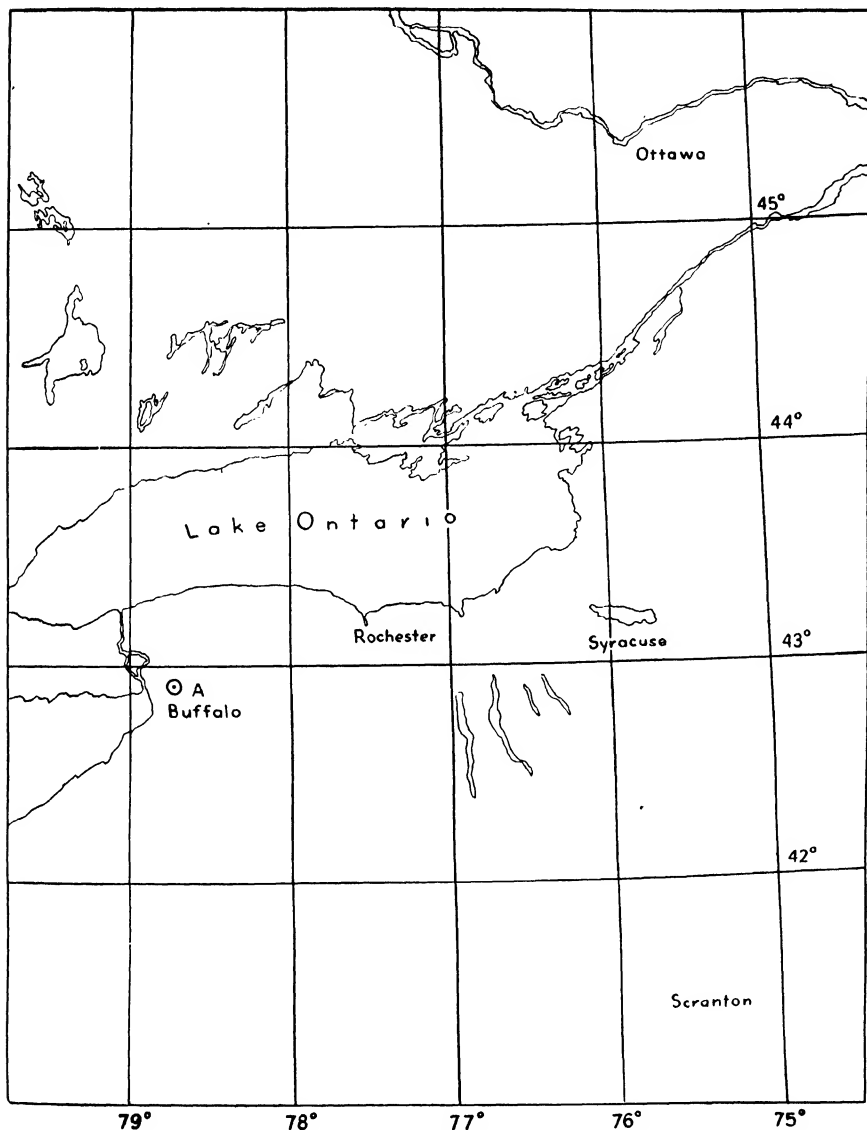 Ottawa
45°
44°
Lake Ontario
Rochester
Syracuse
43°
A
Buffalo
42°
Scranton
79° 78° 77° 76° 75°